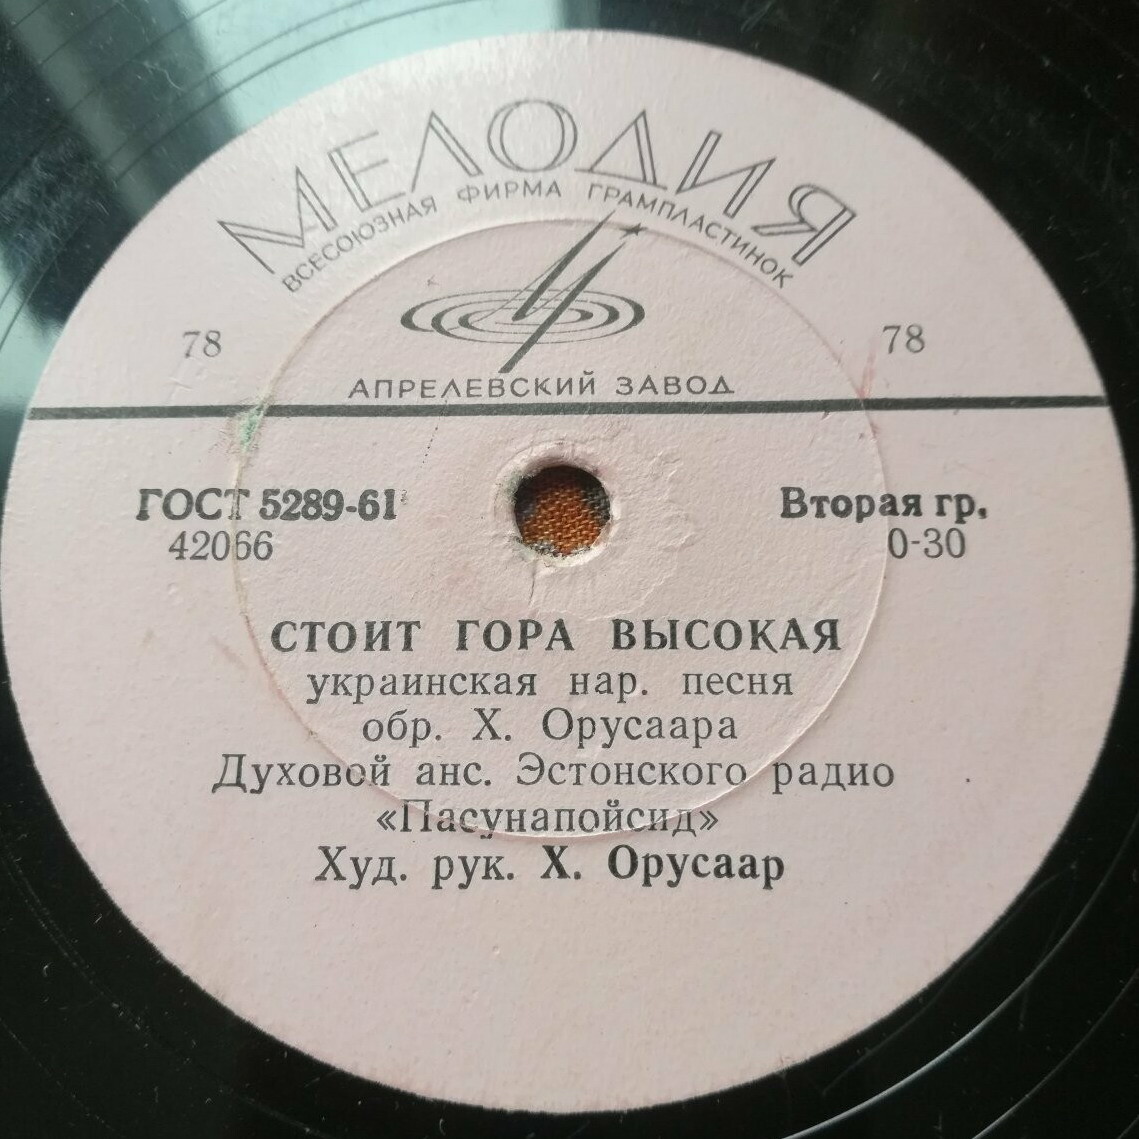 МЕЛОДИЯ
ВСЕСОЮЗНАЯ ФИРМА ГРАМПЛАСТИНОК
78 78
АПРЕЛЕВСКИЙ ЗАВОД
ГОСТ 5289-61 Вторая гр.
42066 0-30
СТОИТ ГОРА ВЫСОКАЯ
украинская нар. песня
обр. Х. Орусаара
Духовой анс. Эстонского радио
«Пасунапойсид»
Худ. рук. Х. Орусаар